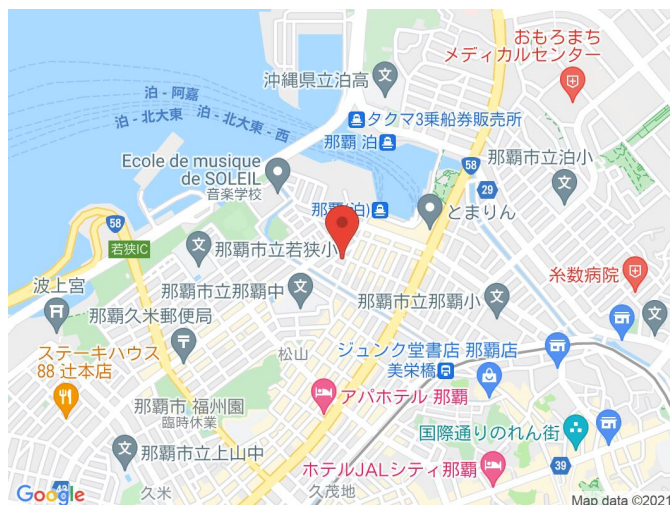 おもろまち
メディカルセンター
沖縄県立泊高
泊 - 阿嘉
泊 - 北大東
泊 - 北大東 - 西
タクマ3乗船券販売所
那覇 泊
58
那覇市立泊小
Ecole de musique
de SOLEIL
音楽学校
29
那覇(泊)
とまりん
58
若狭IC
那覇市立若狭小
糸数病院
波上宮
那覇市立那覇中
那覇市立那覇小
那覇久米郵便局
ステーキハウス
88 辻本店
松山
ジュンク堂書店 那覇店
美栄橋
アパホテル 那覇
那覇市 福州園
臨時休業
国際通りのれん街
那覇市立上山中
ホテルJALシティ那覇
39
43
久米
久茂地
Google
Map data ©2021